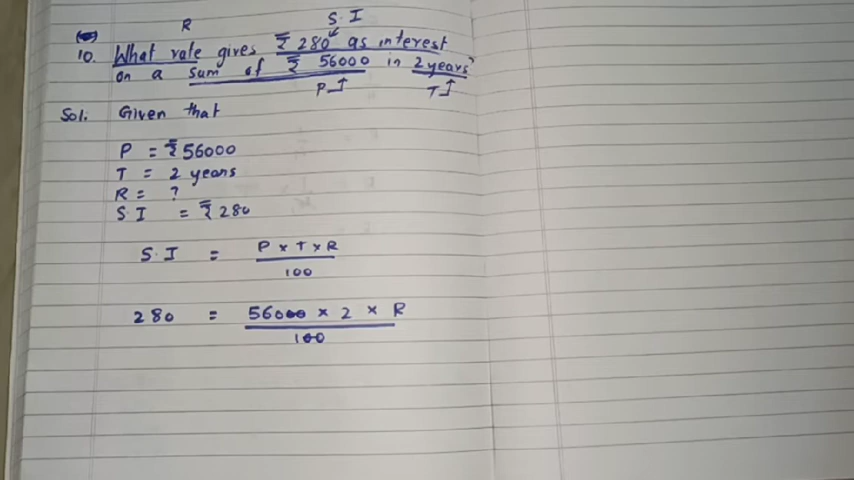 R S.I
10. What rate gives ₹ 280 as interest
on a sum of ₹ 56000 in 2 years?
P T
Sol: Given that
P = ₹ 56000
T = 2 years
R = ?
S.I = ₹ 280
S.I = P × T × R
100
280 = 56000 × 2 × R
100